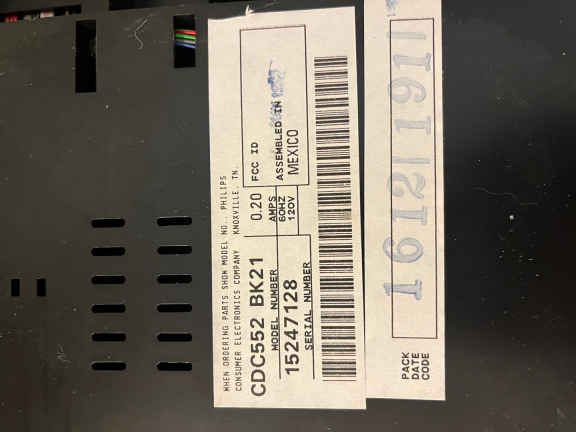 WHEN ORDERING PARTS SHOW MODEL NO.. PHILIPS
CONSUMER ELECTRONICS COMPANY KNOXVILLE, TN.
CDC552 BK21
MODEL NUMBER
15247128
SERIAL NUMBER
0.20
AMPS
60HZ
120V
FCC ID
ASSEMBLED IN
MEXICO
PACK
DATE
CODE
1612 1911